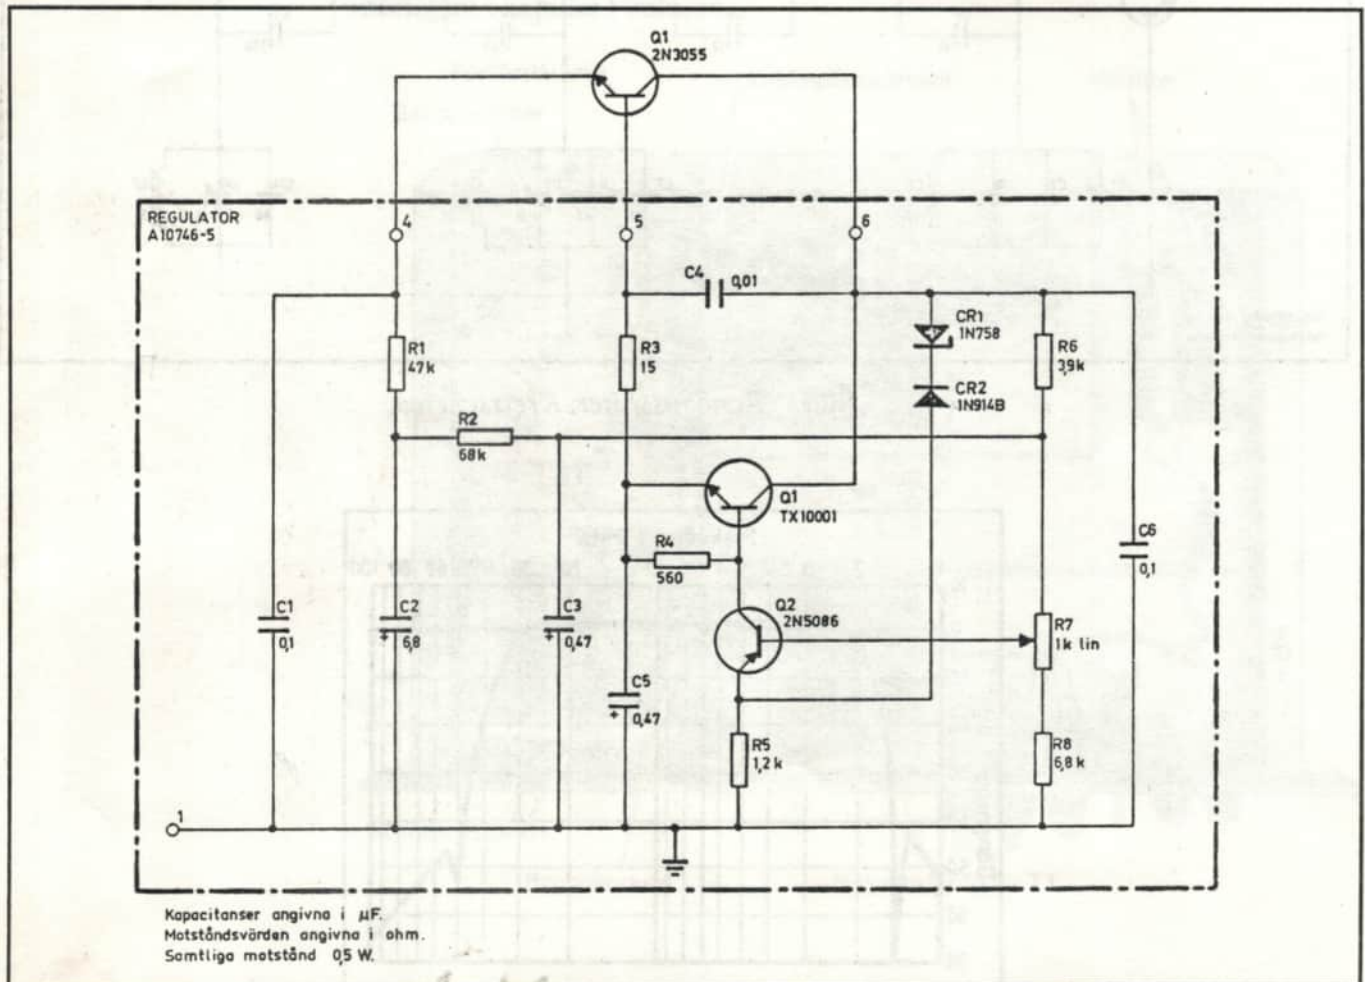 Q1
2N3055
REGULATOR
A10746-5
4
5
6
C4
0,01
CR1
1N758
R1
47k
R3
15
R6
3,9k
CR2
1N914B
R2
68k
Q1
TX10001
R4
560
C6
0,1
Q2
2N5086
C1
0,1
C2
+
6,8
C3
+
0,47
R7
1k lin
C5
+
0,47
R5
1,2k
R8
6,8k
1
Kapacitanser angivna i µF.
Motståndsvärden angivna i ohm.
Samtliga motstånd 0,5 W.